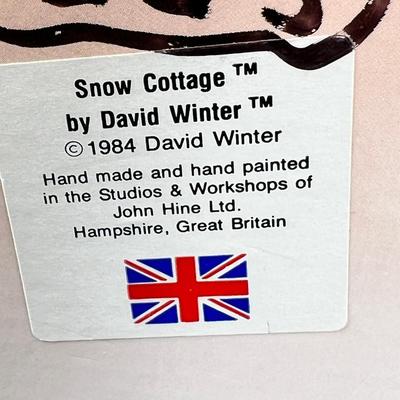 Snow Cottage ™
by David Winter ™
© 1984 David Winter
Hand made and hand painted
in the Studios & Workshops of
John Hine Ltd.
Hampshire, Great Britain